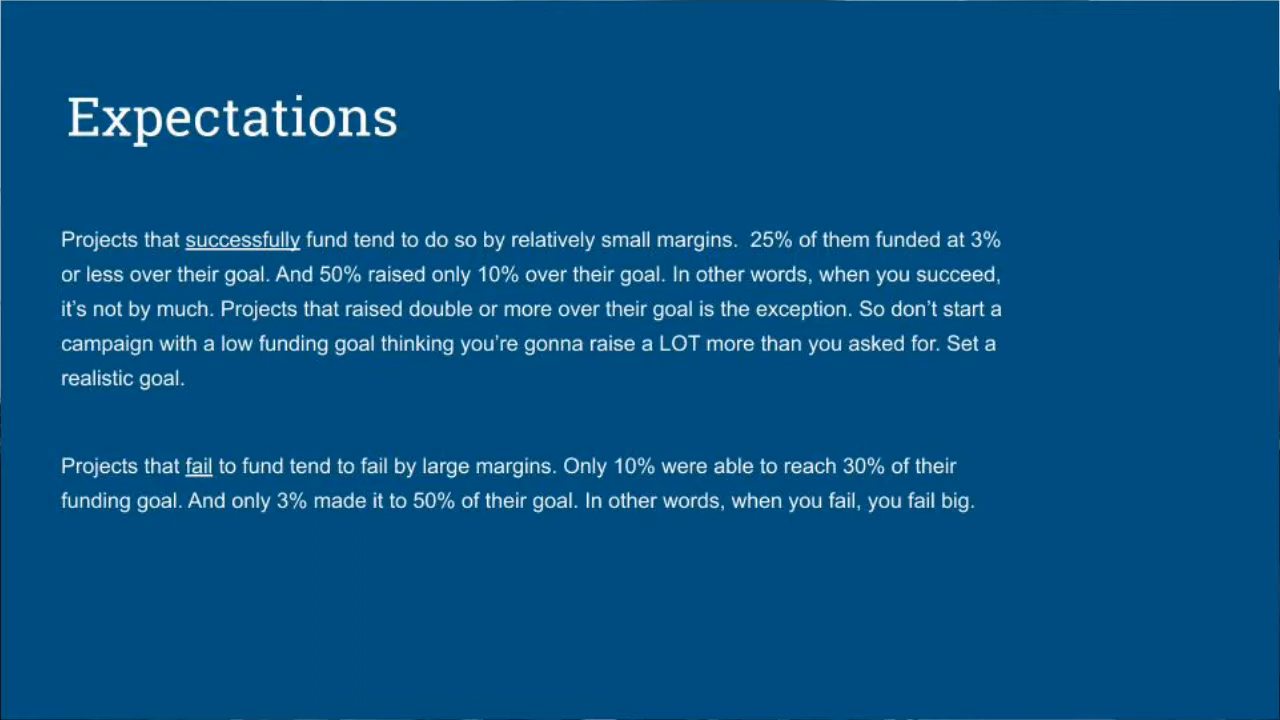 Expectations
Projects that successfully fund tend to do so by relatively small margins.  25% of them funded at 3%
or less over their goal. And 50% raised only 10% over their goal. In other words, when you succeed,
it’s not by much. Projects that raised double or more over their goal is the exception. So don’t start a
campaign with a low funding goal thinking you’re gonna raise a LOT more than you asked for. Set a
realistic goal.
Projects that fail to fund tend to fail by large margins. Only 10% were able to reach 30% of their
funding goal. And only 3% made it to 50% of their goal. In other words, when you fail, you fail big.